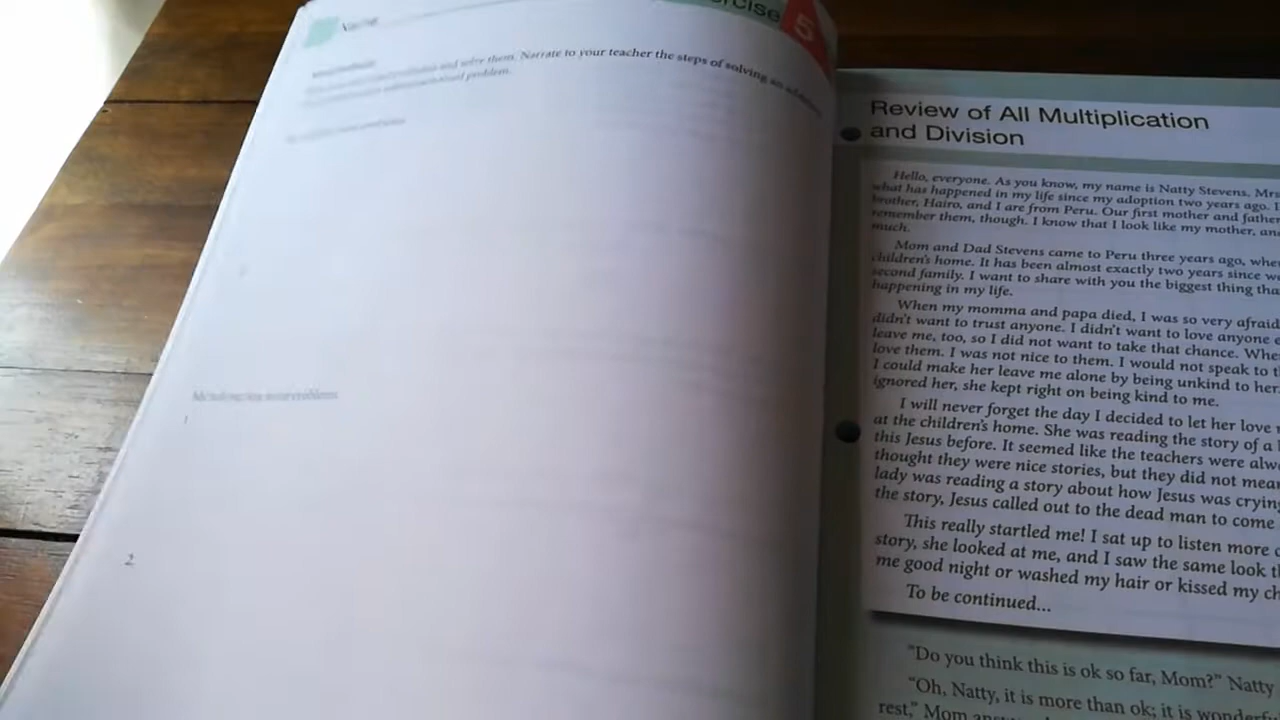 Exercise 5
and solve them. Narrate to your teacher the steps of solving an
problem.
2.
Review of All Multiplication
and Division
Hello, everyone. As you know, my name is Natty Stevens. Mrs
what has happened in my life since my adoption two years ago.
brother, Hairo, and I are from Peru. Our first mother and father
remember them, though. I know that I look like my mother, and
much.
Mom and Dad Stevens came to Peru three years ago, when
children's home. It has been almost exactly two years since we
second family. I want to share with you the biggest thing that
happening in my life.
When my momma and papa died, I was so very afraid
didn't want to trust anyone. I didn't want to love anyone e
leave me, too, so I did not want to take that chance. When
love them. I was not nice to them. I would not speak to th
I could make her leave me alone by being unkind to her.
ignored her, she kept right on being kind to me.
I will never forget the day I decided to let her love m
at the children's home. She was reading the story of a
this Jesus before. It seemed like the teachers were alw
thought they were nice stories, but they did not mean
lady was reading a story about how Jesus was crying
the story, Jesus called out to the dead man to come
This really startled me! I sat up to listen more c
story, she looked at me, and I saw the same look th
me good night or washed my hair or kissed my ch
To be continued...
"Do you think this is ok so far, Mom?" Natty
"Oh, Natty, it is more than ok; it is wonderfu
rest," Mom